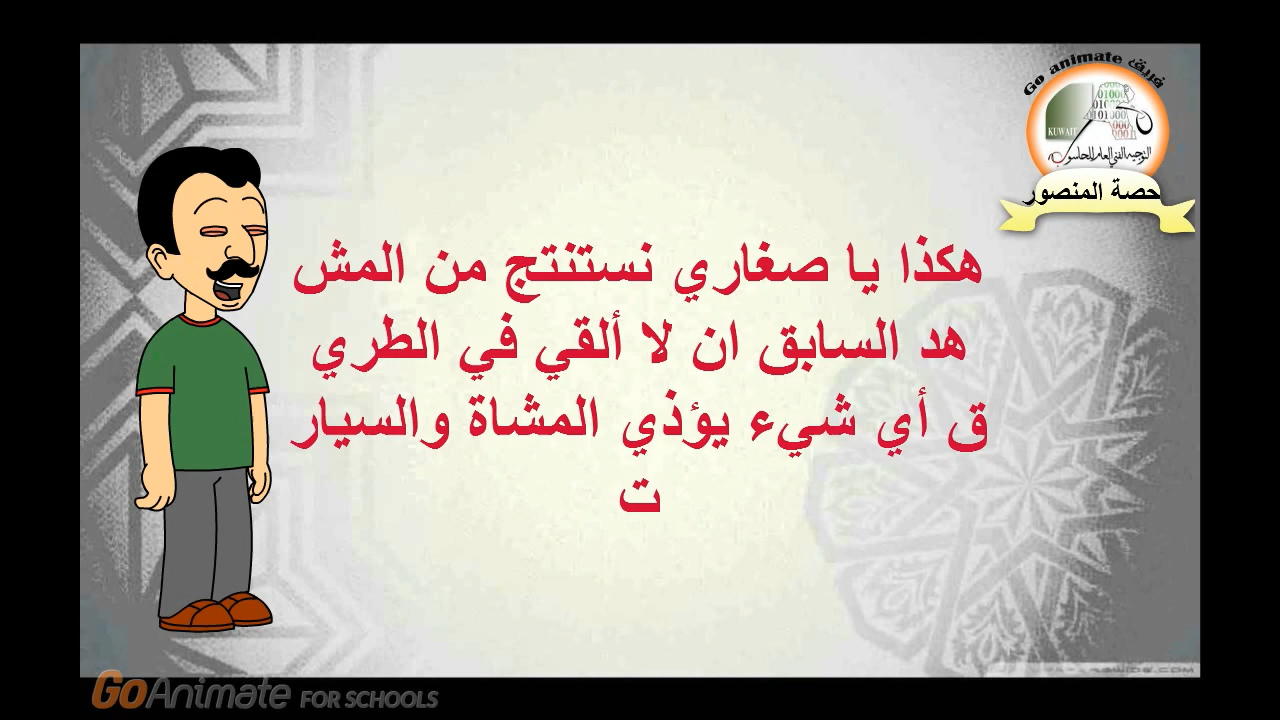 Go animate فريق
01000
KUWAIT
التوجيه الفني العام للحاسوب
حصة المنصور
هكذا يا صغاري نستنتج من المش
هد السابق ان لا ألقي في الطري
ق أي شيء يؤذي المشاة والسيار
ت
GoAnimate FOR SCHOOLS